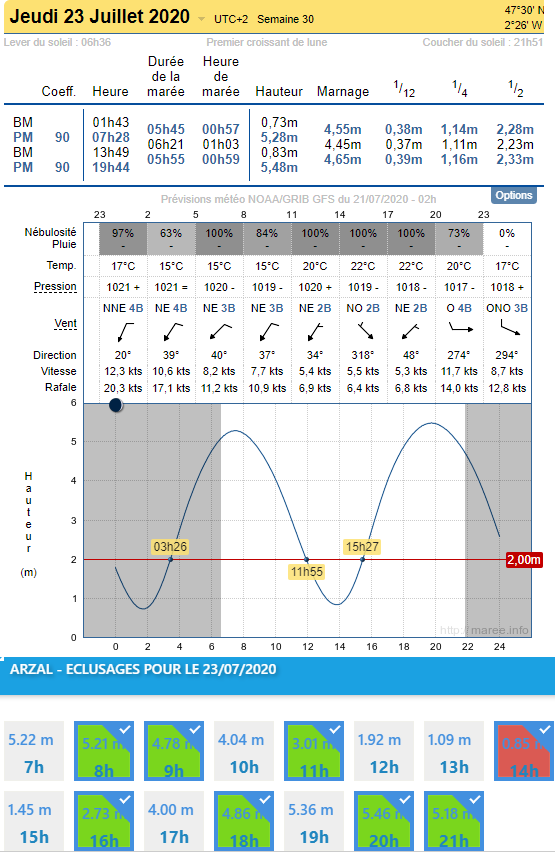 Jeudi 23 Juillet 2020 UTC+2 Semaine 30
47°30' N
2°26' W
Lever du soleil : 06h36 Premier croissant de lune Coucher du soleil : 21h51
Coeff. Heure Durée de la marée Heure de marée Hauteur Marnage 1/12 1/4 1/2
BM 01h43 0,73m
05h45 00h57 4,55m 0,38m 1,14m 2,28m
PM 90 07h28 5,28m
06h21 01h03 4,45m 0,37m 1,11m 2,23m
BM 13h49 0,83m
05h55 00h59 4,65m 0,39m 1,16m 2,33m
PM 90 19h44 5,48m
Prévisions météo NOAA/GRIB GFS du 21/07/2020 - 02h
Options
23 2 5 8 11 14 17 20 23
Nébulosité 97% 63% 100% 84% 100% 100% 100% 73% 0%
Pluie - - - - - - - - -
Temp. 17°C 15°C 15°C 15°C 20°C 22°C 22°C 20°C 17°C
Pression 1021 + 1021 = 1020 - 1019 - 1020 + 1019 - 1018 - 1017 - 1018 +
NNE 4B NE 4B NE 3B NE 3B NE 2B NO 2B NE 2B O 4B ONO 3B
Vent
Direction 20° 39° 40° 37° 34° 318° 48° 274° 294°
Vitesse 12,3 kts 10,6 kts 8,2 kts 7,7 kts 5,4 kts 5,5 kts 5,3 kts 11,7 kts 8,7 kts
Rafale 20,3 kts 17,1 kts 11,2 kts 10,9 kts 6,9 kts 6,4 kts 6,8 kts 14,0 kts 12,8 kts
6
5
4
3
2
1
0
Hauteur
(m)
03h26
11h55
15h27
2,00m
http://maree.info
0 2 4 6 8 10 12 14 16 18 20 22 24
ARZAL - ECLUSAGES POUR LE 23/07/2020
5.22 m 5.21 m 4.78 m 4.04 m 3.01 m 1.92 m 1.09 m 0.85 m
7h 8h 9h 10h 11h 12h 13h 14h
1.45 m 2.73 m 4.00 m 4.86 m 5.36 m 5.46 m 5.18 m
15h 16h 17h 18h 19h 20h 21h